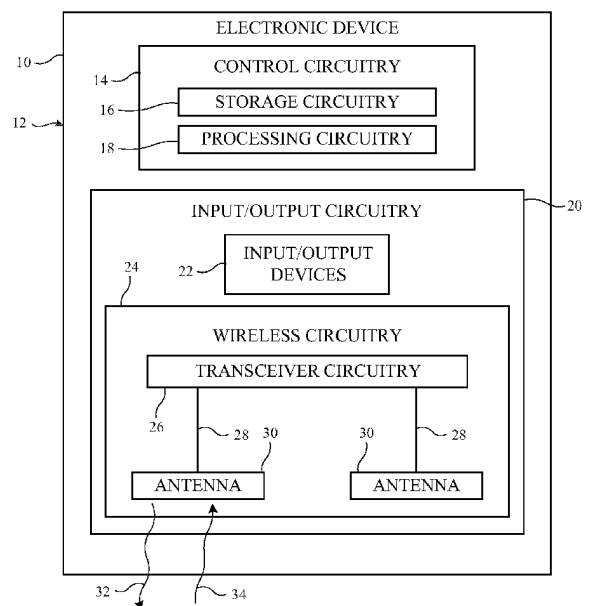 ELECTRONIC DEVICE
10
CONTROL CIRCUITRY
14
STORAGE CIRCUITRY
16
12
PROCESSING CIRCUITRY
18
20
INPUT/OUTPUT CIRCUITRY
INPUT/OUTPUT
DEVICES
22
24
WIRELESS CIRCUITRY
TRANSCEIVER CIRCUITRY
26
28
30
30
28
ANTENNA
ANTENNA
32
34